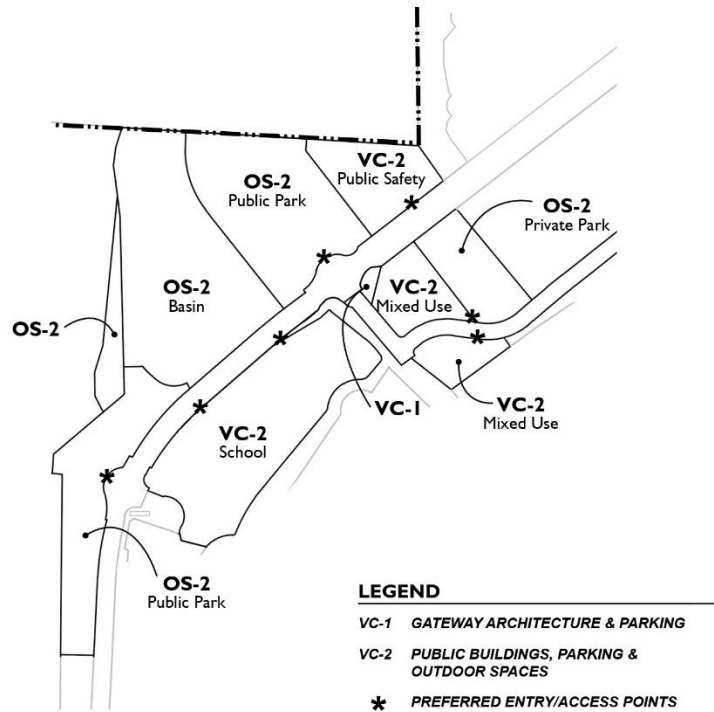 VC-2
Public Safety
OS-2
Public Park
OS-2
Private Park
OS-2
Basin
VC-2
Mixed Use
OS-2
VC-1
VC-2
Mixed Use
VC-2
School
OS-2
Public Park
LEGEND
VC-1 GATEWAY ARCHITECTURE & PARKING
VC-2 PUBLIC BUILDINGS, PARKING &
OUTDOOR SPACES
* PREFERRED ENTRY/ACCESS POINTS